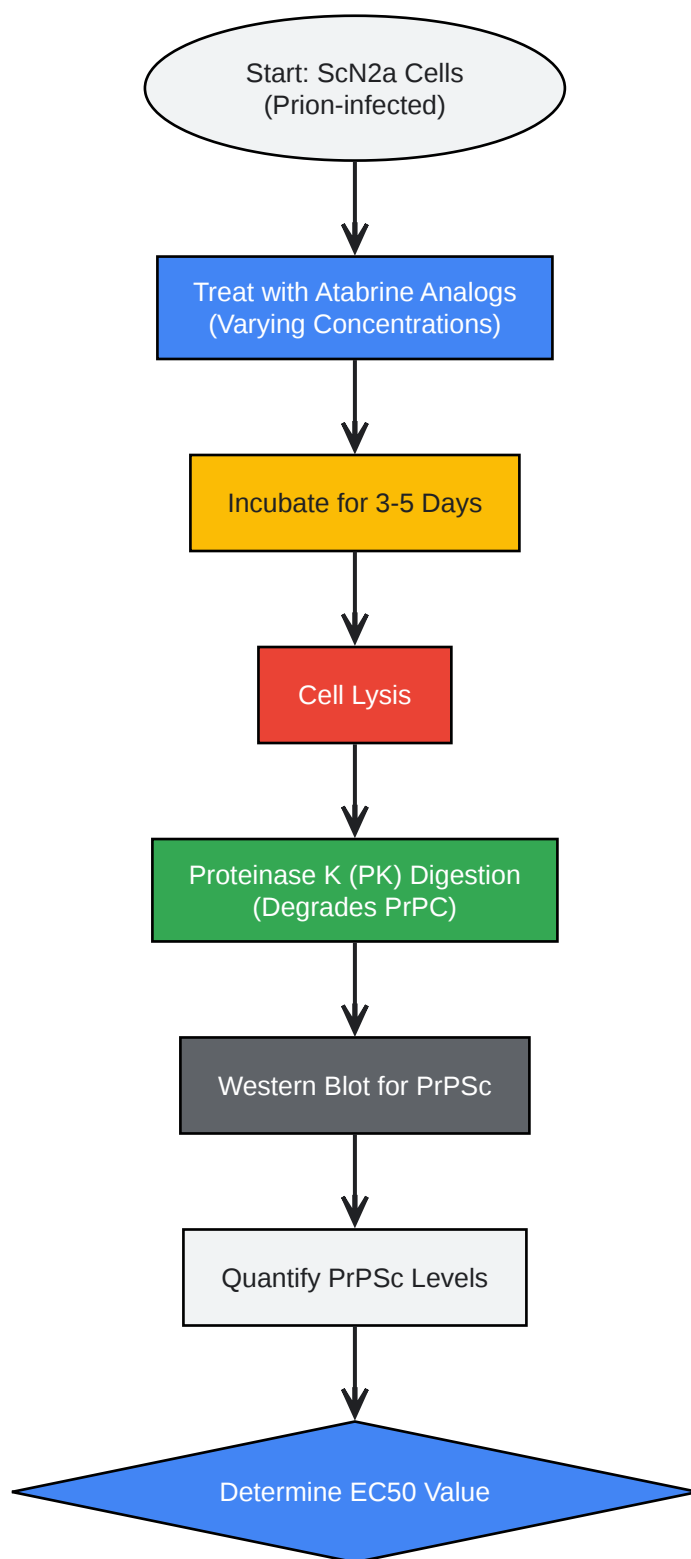 Start: ScN2a Cells
(Prion-infected)
Treat with Atabrine Analogs
(Varying Concentrations)
Incubate for 3-5 Days
Cell Lysis
Proteinase K (PK) Digestion
(Degrades PrPC)
Western Blot for PrPSc
Quantify PrPSc Levels
Determine EC50 Value